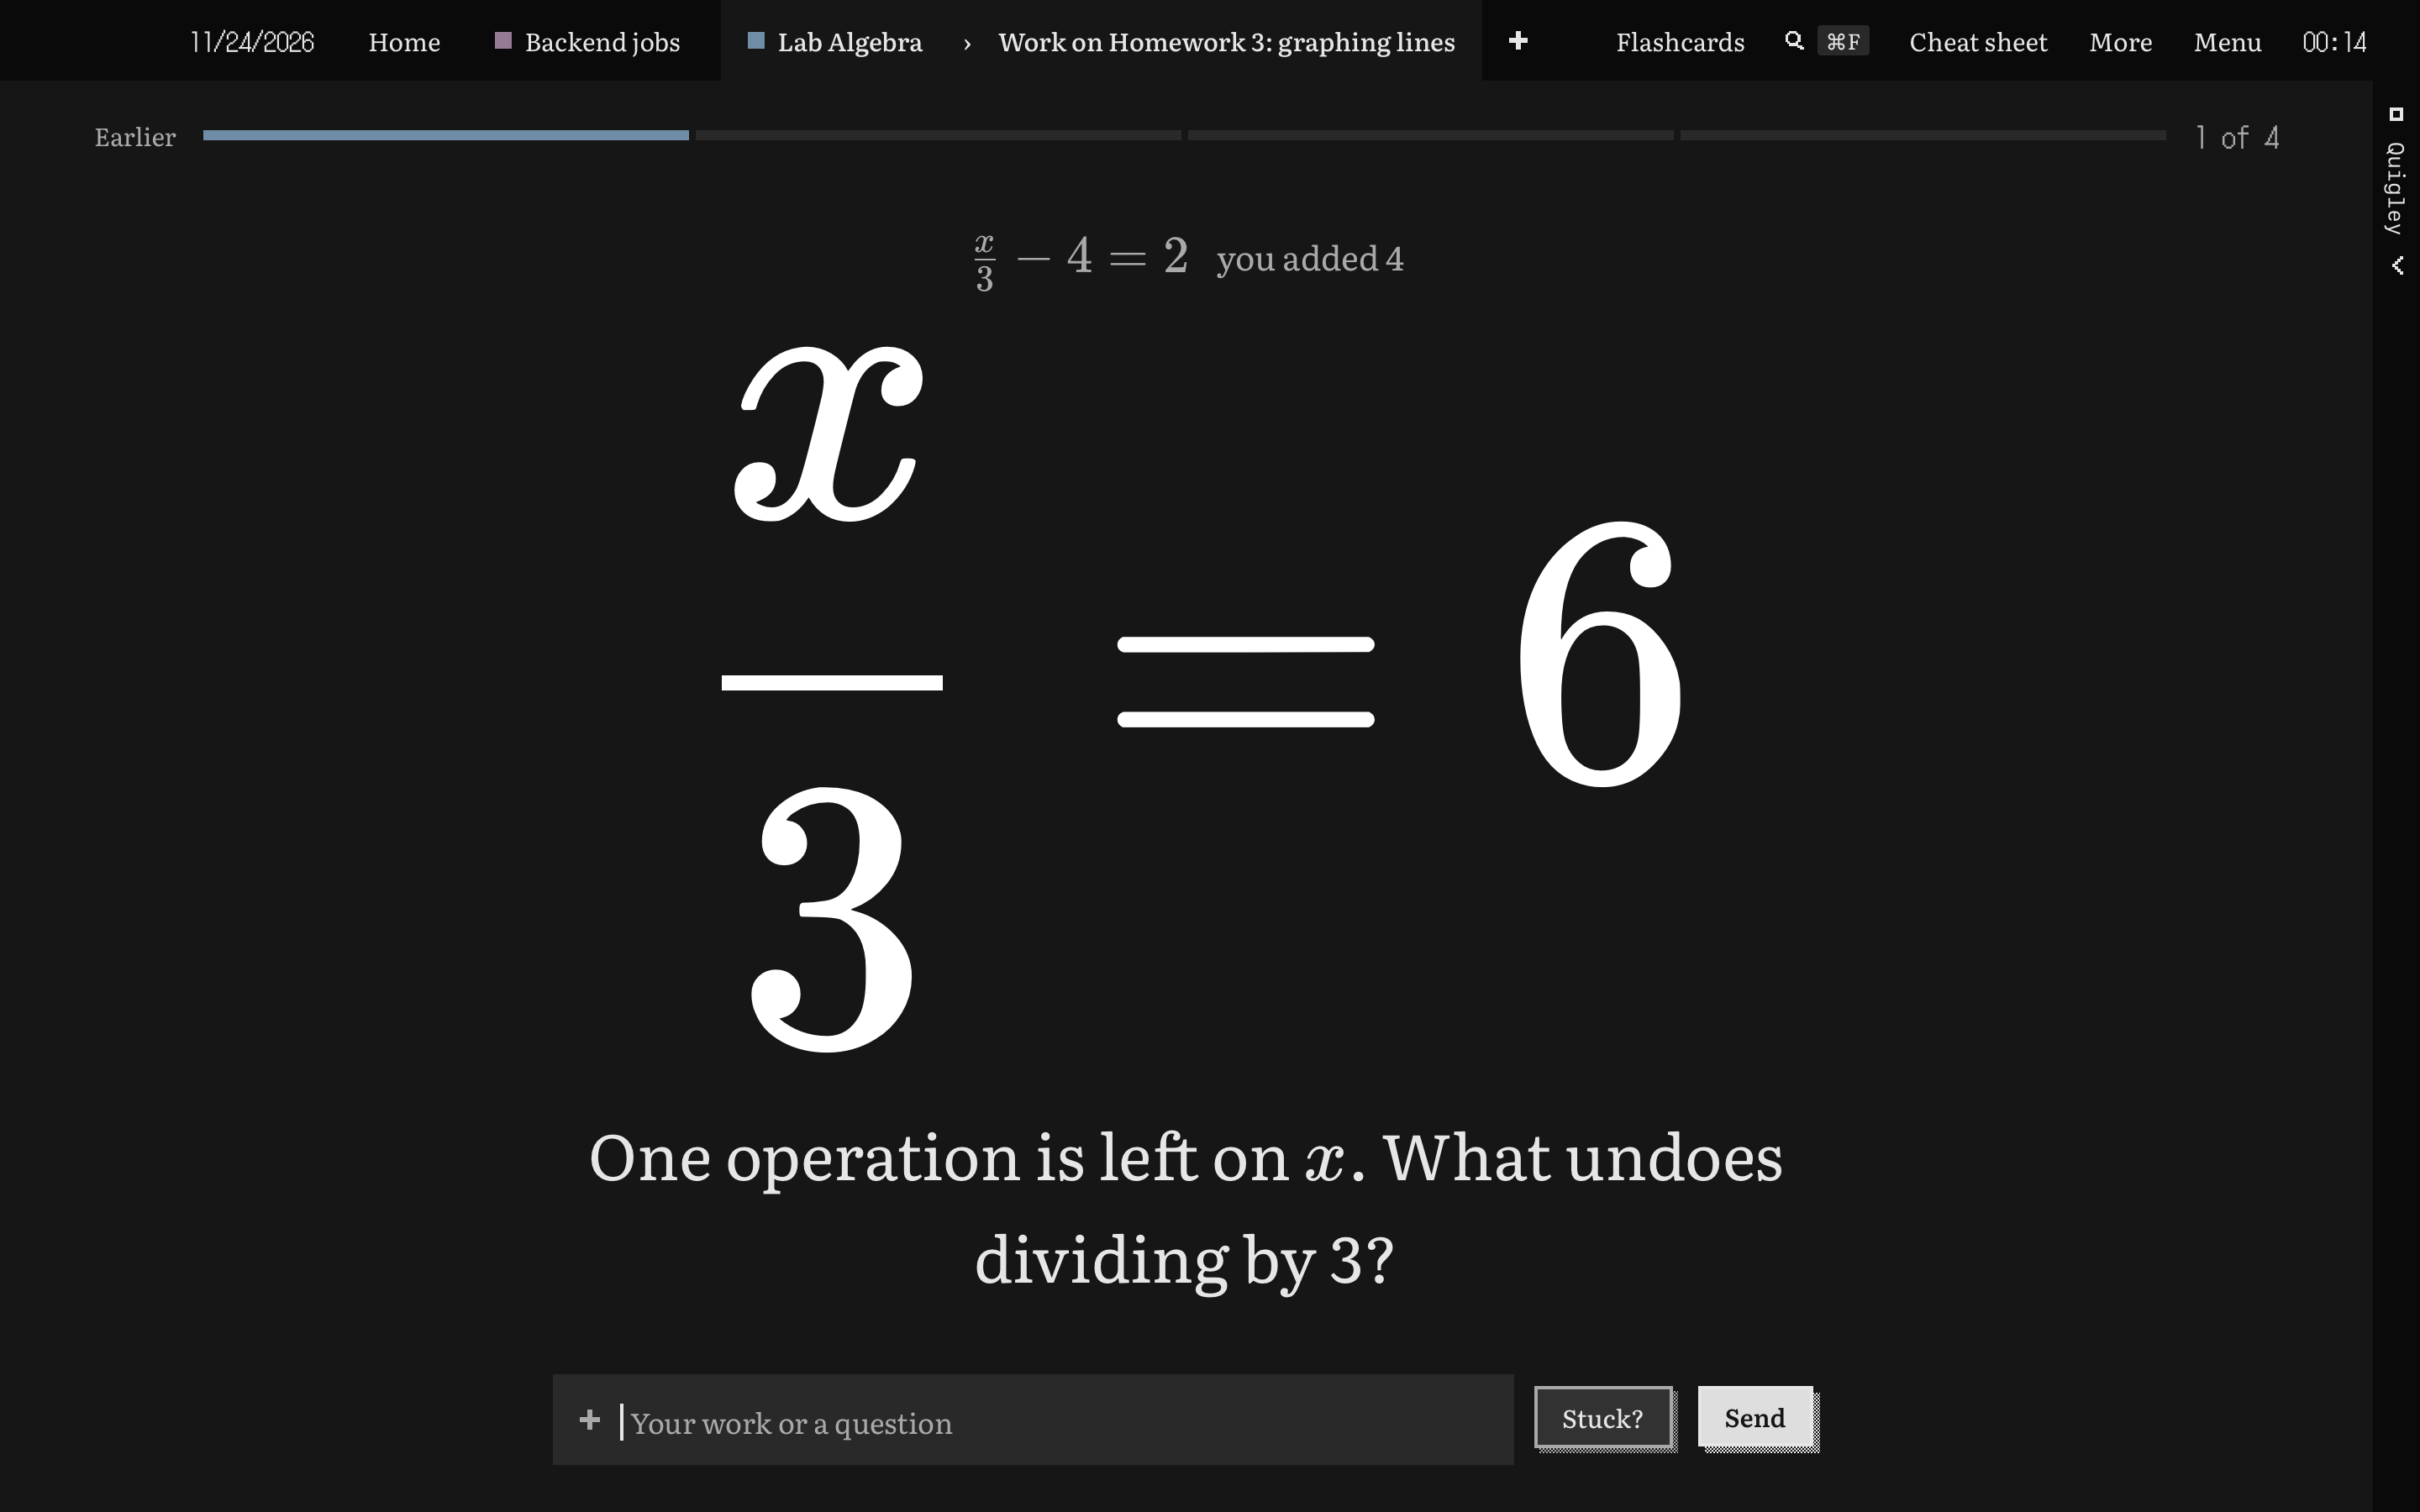 11/24/2026 Home Backend jobs Lab Algebra › Work on Homework 3: graphing lines + Flashcards ⌘F Cheat sheet More Menu 00:14
Earlier 1 of 4
Quigley
x/3 − 4 = 2 you added 4
x/3 = 6
One operation is left on x. What undoes
dividing by 3?
+ Your work or a question Stuck? Send